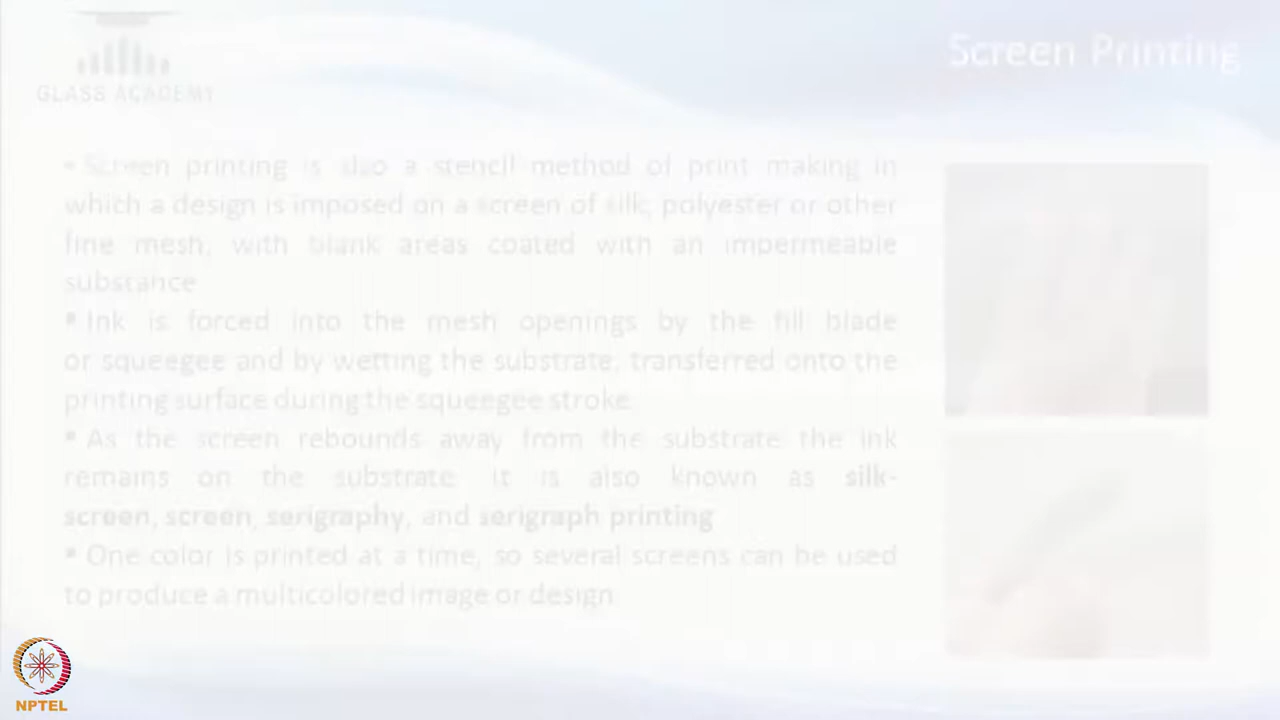 GLASS ACADEMY
Screen Printing
▪ Screen printing is also a stencil method of print making in
which a design is imposed on a screen of silk, polyester or other
fine mesh, with blank areas coated with an impermeable
substance
▪ Ink is forced into the mesh openings by the fill blade
or squeegee and by wetting the substrate, transferred onto the
printing surface during the squeegee stroke.
▪ As the screen rebounds away from the substrate the ink
remains on the substrate. It is also known as silk-
screen, screen, serigraphy, and serigraph printing
▪ One color is printed at a time, so several screens can be used
to produce a multicolored image or design.
NPTEL